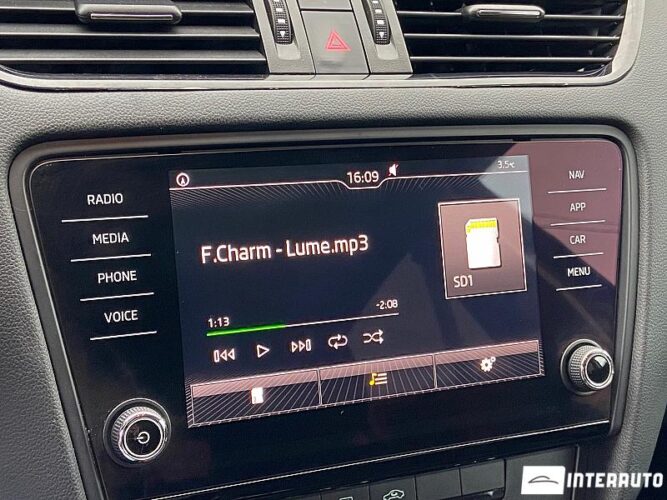 16:09
3.5°C
RADIO
MEDIA
PHONE
VOICE
NAV
APP
CAR
MENU
F.Charm - Lume.mp3
SD1
1:13
-2:08
INTERAUTO